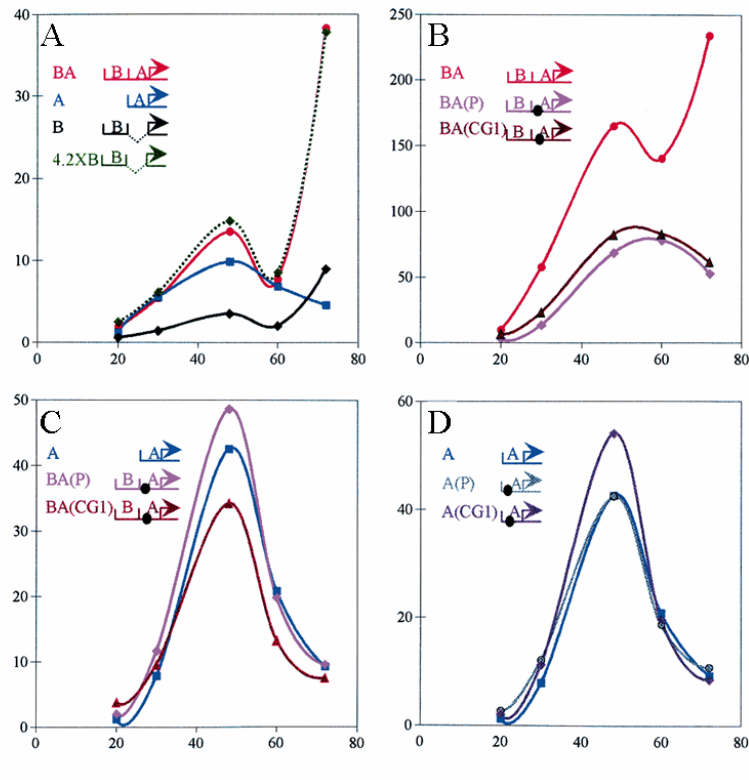 A
40
30
20
10
0
0 20 40 60 80
BA B A
A A
B B
4.2XB B
B
250
200
150
100
50
0
0 20 40 60 80
BA B A
BA(P) B A
BA(CG1) B A
C
50
40
30
20
10
0
0 20 40 60 80
A A
BA(P) B A
BA(CG1) B A
D
60
40
20
0
0 20 40 60 80
A A
A(P) A
A(CG1) A